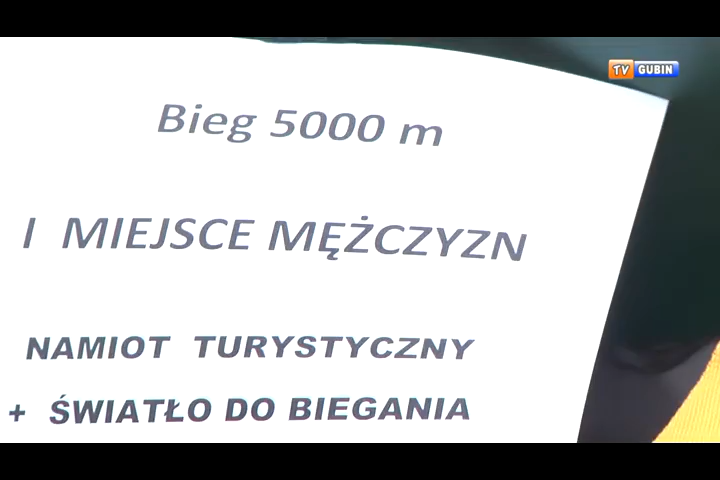 TV GUBIN
Bieg 5000 m
I MIEJSCE MĘŻCZYZN
NAMIOT TURYSTYCZNY
+ ŚWIATŁO DO BIEGANIA